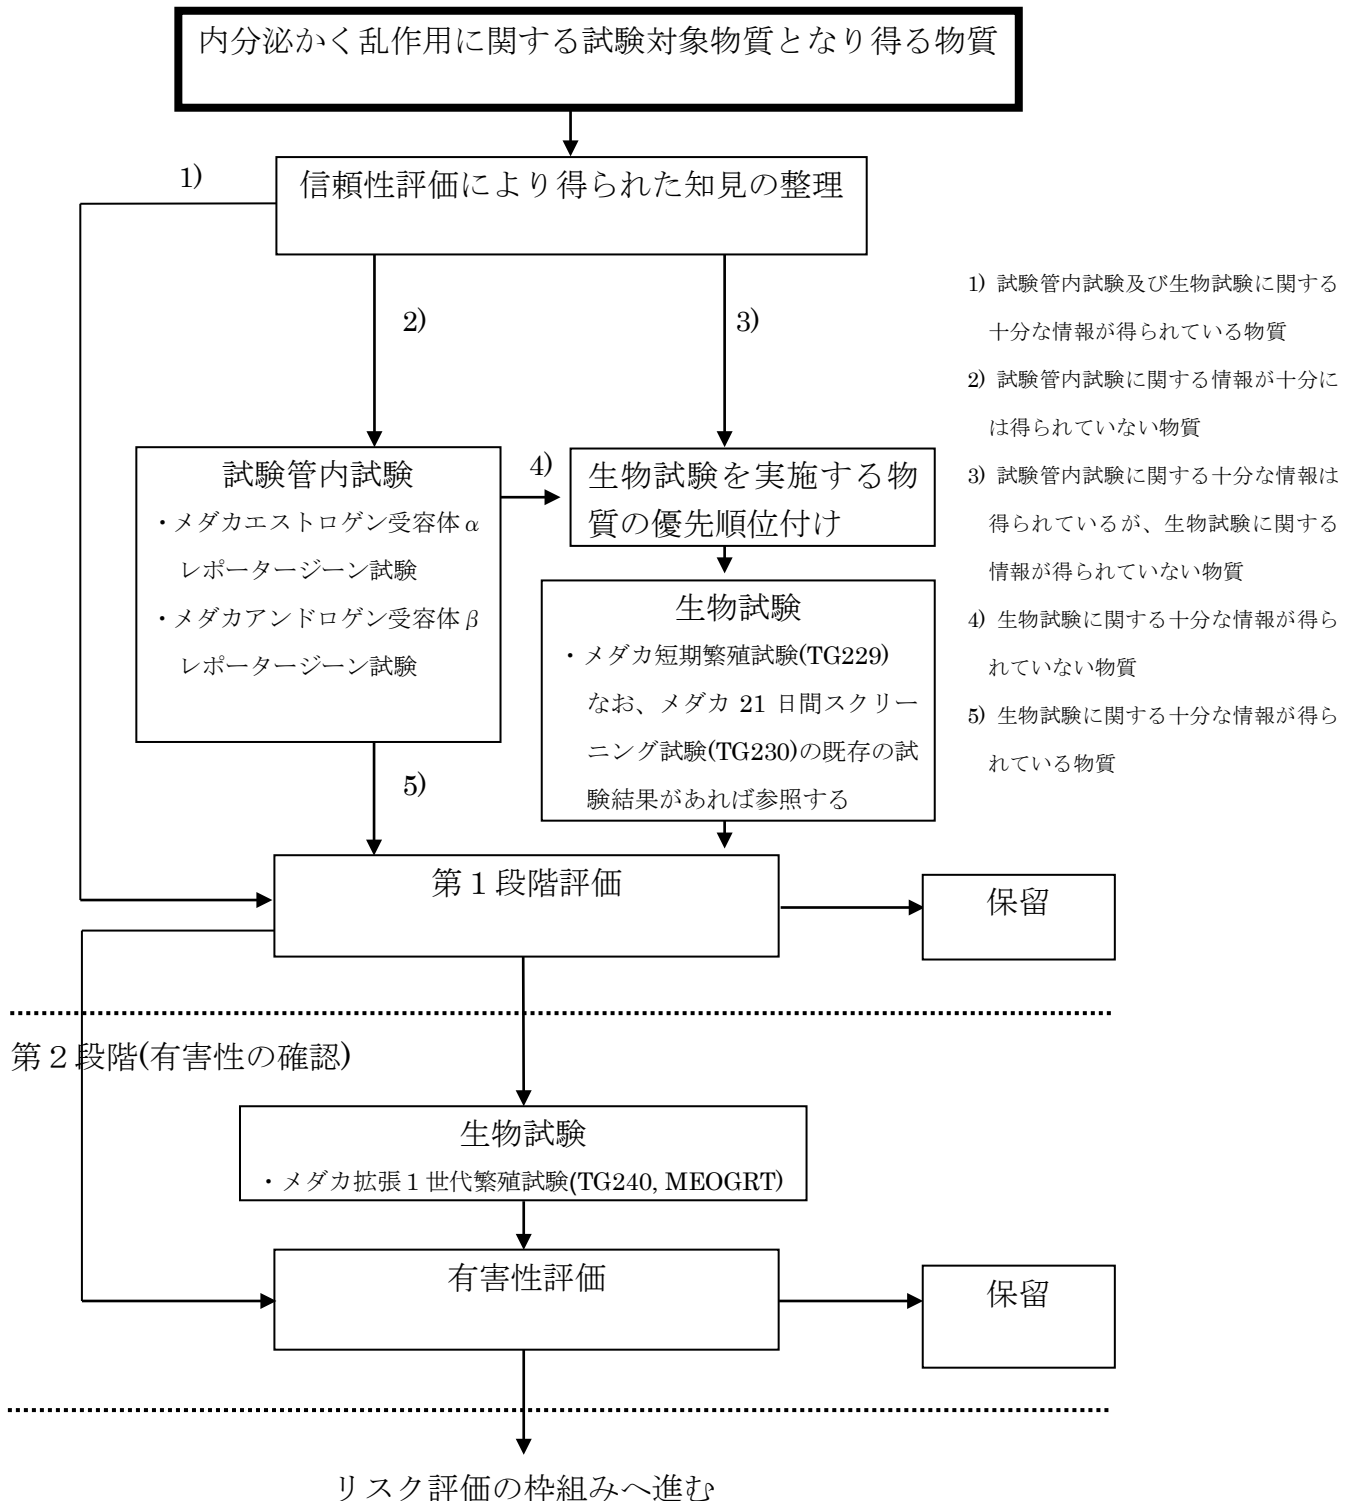 内分泌かく乱作用に関する試験対象物質となり得る物質
1)
信頼性評価により得られた知見の整理
2)
3)
1) 試験管内試験及び生物試験に関する
十分な情報が得られている物質
2) 試験管内試験に関する情報が十分に
は得られていない物質
3) 試験管内試験に関する十分な情報は
得られているが、生物試験に関する
情報が得られていない物質
4) 生物試験に関する十分な情報が得ら
れていない物質
5) 生物試験に関する十分な情報が得ら
れている物質
試験管内試験
・メダカエストロゲン受容体α
レポータージーン試験
・メダカアンドロゲン受容体β
レポータージーン試験
4)
生物試験を実施する物
質の優先順位付け
生物試験
・メダカ短期繁殖試験(TG229)
なお、メダカ 21 日間スクリー
ニング試験(TG230)の既存の試
験結果があれば参照する
5)
第１段階評価
保留
第２段階(有害性の確認)
生物試験
・メダカ拡張１世代繁殖試験(TG240, MEOGRT)
有害性評価
保留
リスク評価の枠組みへ進む